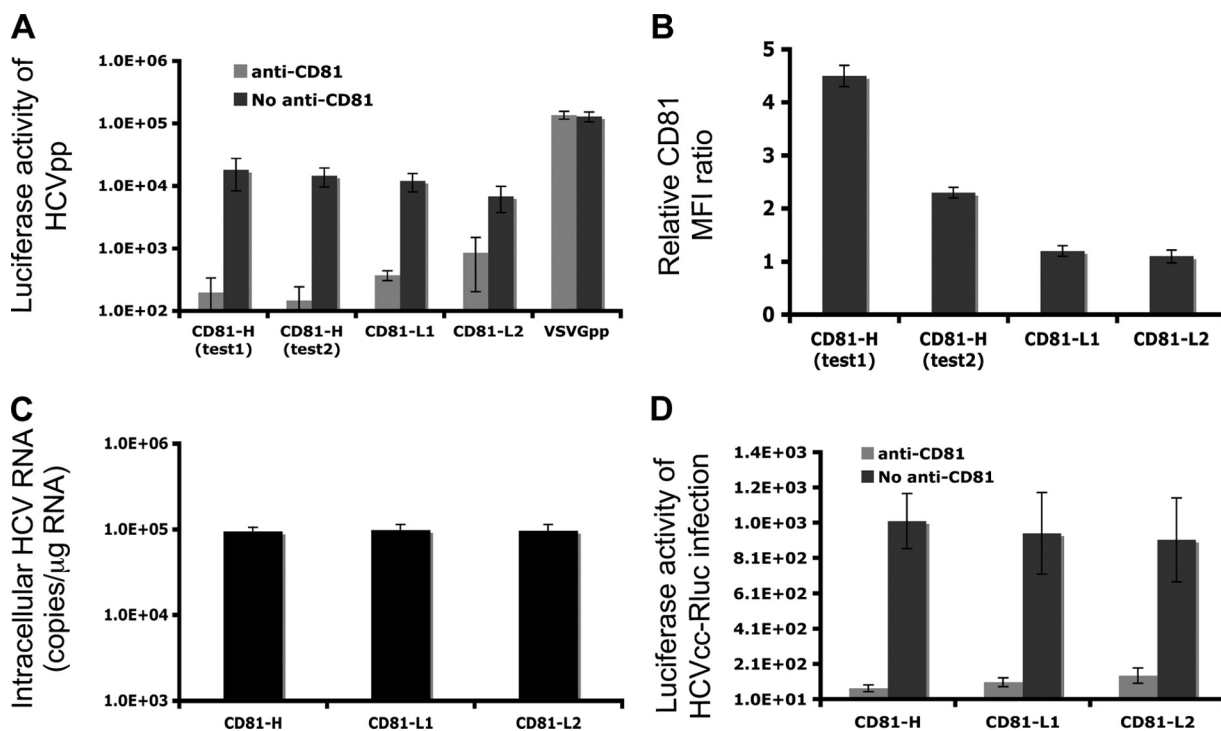 A
Luciferase activity of
HCVpp
1.0E+06
1.0E+05
1.0E+04
1.0E+03
1.0E+02
anti-CD81
No anti-CD81
CD81-H
(test1)
CD81-H
(test2)
CD81-L1
CD81-L2
VSVGpp
B
Relative CD81
MFI ratio
5
4
3
2
1
0
CD81-H
(test1)
CD81-H
(test2)
CD81-L1
CD81-L2
C
Intracellular HCV RNA
(copies/µg RNA)
1.0E+06
1.0E+05
1.0E+04
1.0E+03
CD81-H
CD81-L1
CD81-L2
D
Luciferase activity of
HCVcc-Rluc infection
1.4E+03
1.2E+03
1.0E+03
8.1E+02
6.1E+02
4.1E+02
2.1E+02
1.0E+01
anti-CD81
No anti-CD81
CD81-H
CD81-L1
CD81-L2